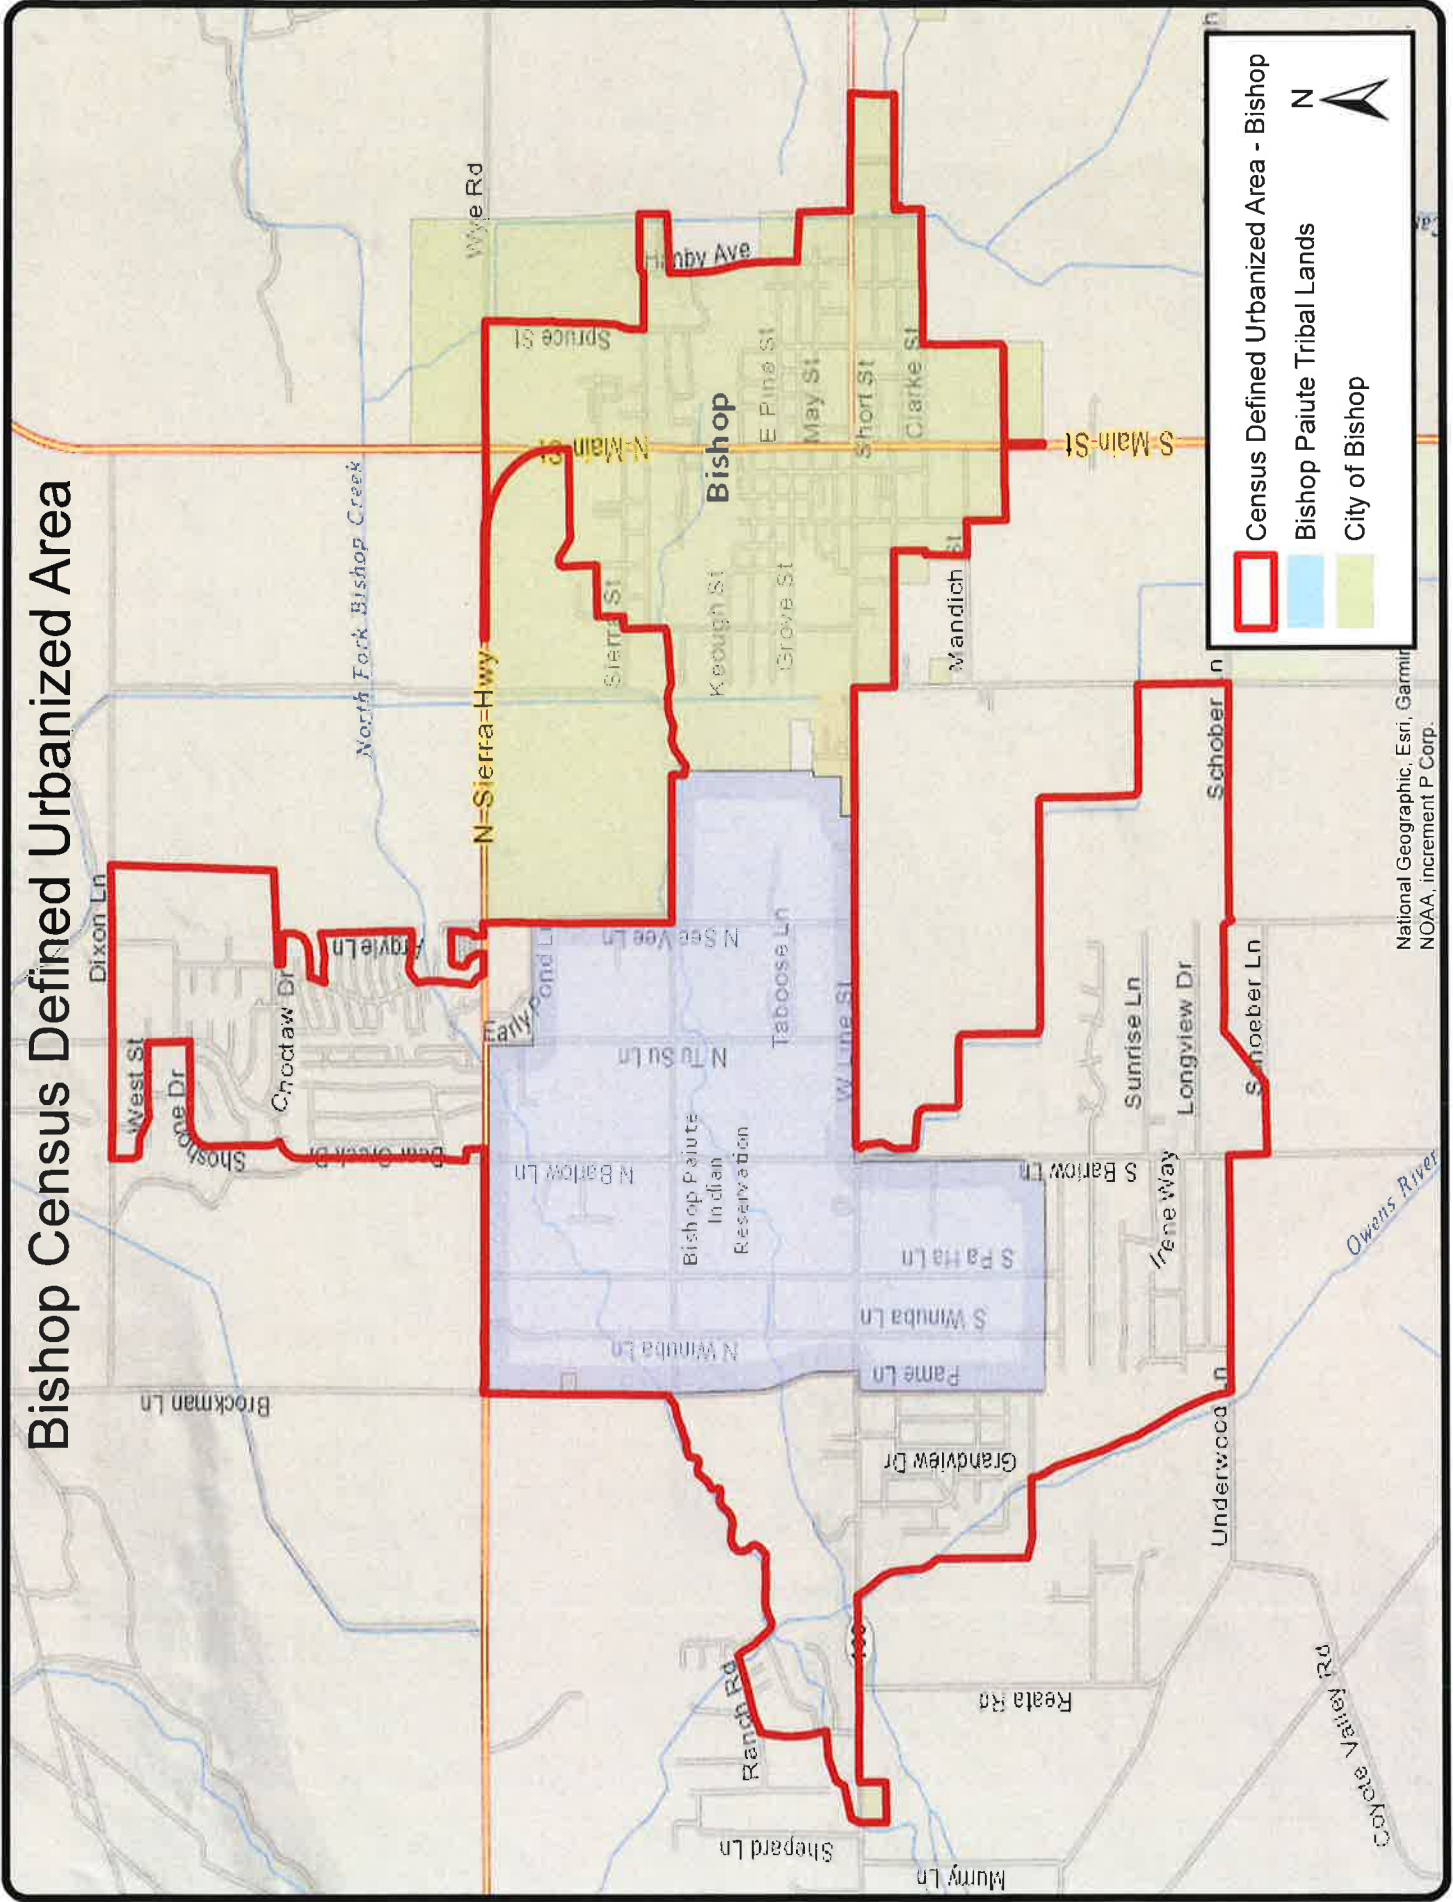 Bishop Census Defined Urbanized Area
Dixon Ln
West St
Shoshone Dr
Choctaw Dr
Argyle Ln
North Fork Bishop Creek
Wye Rd
Brockman Ln
N Sierra Hwy
Early Pond Ln
Spruce St
N Main St
Hanby Ave
Sierra St
Bishop
E Pine St
May St
Short St
Clarke St
Keough St
Grove St
Mandich St
S Main St
N See Vee Ln
N Tu Su Ln
N Barlow Ln
N Winuba Ln
Taboose Ln
W Line St
Bishop Paiute
Indian
Reservation
S Barlow Ln
S Pa Ha Ln
S Winuba Ln
Pame Ln
Grandview Dr
Ranch Rd
Shepard Ln
Mumy Ln
Reata Rd
Coyote Valley Rd
Underwood Ln
Irene Way
Sunrise Ln
Longview Dr
Schober Ln
Schober Ln
Owens River
Census Defined Urbanized Area - Bishop
Bishop Paiute Tribal Lands
City of Bishop
N
National Geographic, Esri, Garmin
NOAA, increment P Corp.